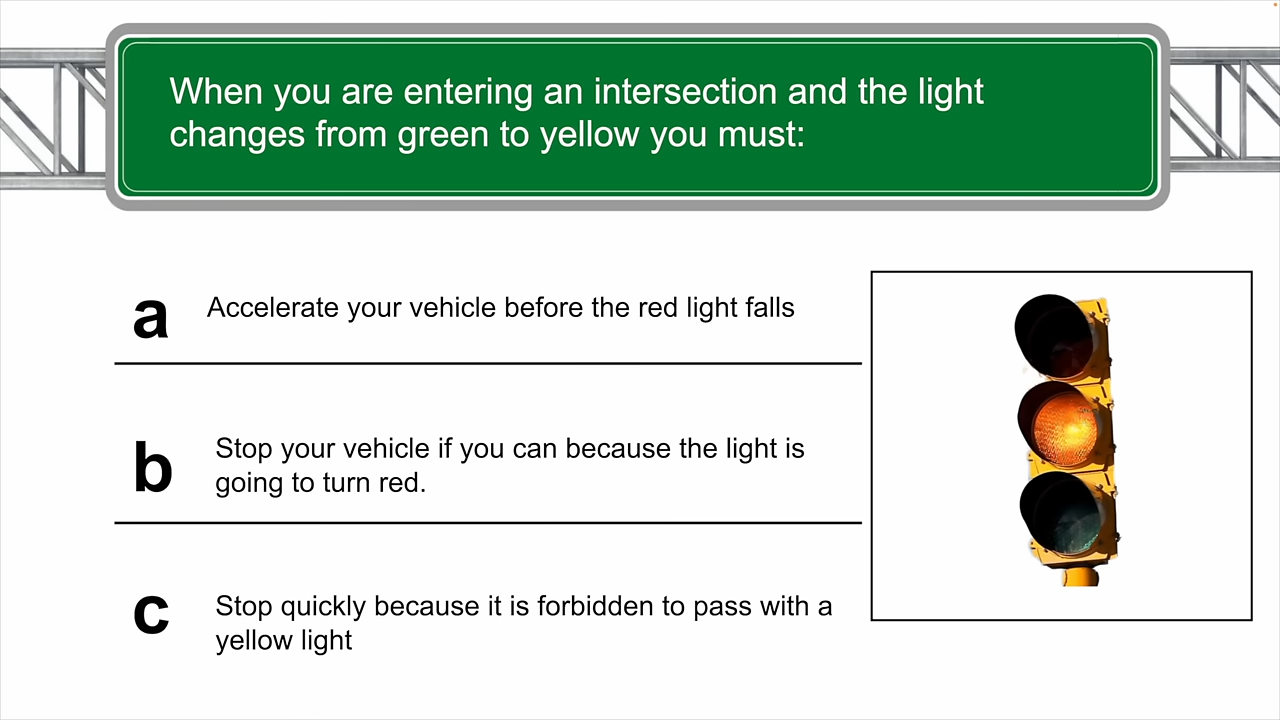 When you are entering an intersection and the light
changes from green to yellow you must:
a
Accelerate your vehicle before the red light falls
b
Stop your vehicle if you can because the light is
going to turn red.
c
Stop quickly because it is forbidden to pass with a
yellow light